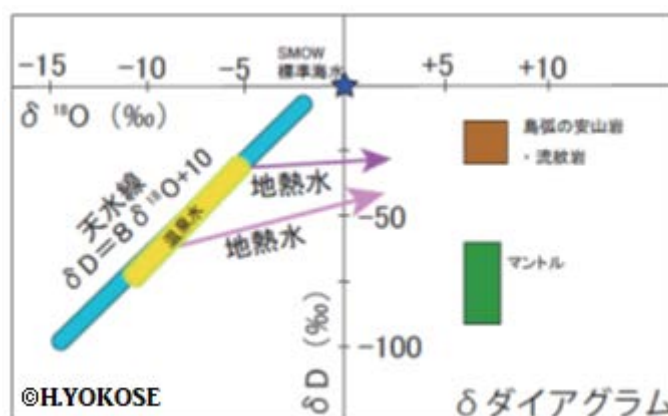 SMOW
標準海水
-15
-10
-5
+5
+10
δ ¹⁸O (‰)
島弧の安山岩
・流紋岩
天水線
δD=8δ¹⁸O+10
温泉水
地熱水
地熱水
-50
マントル
-100
δD (‰)
©H.YOKOSE
δダイアグラム